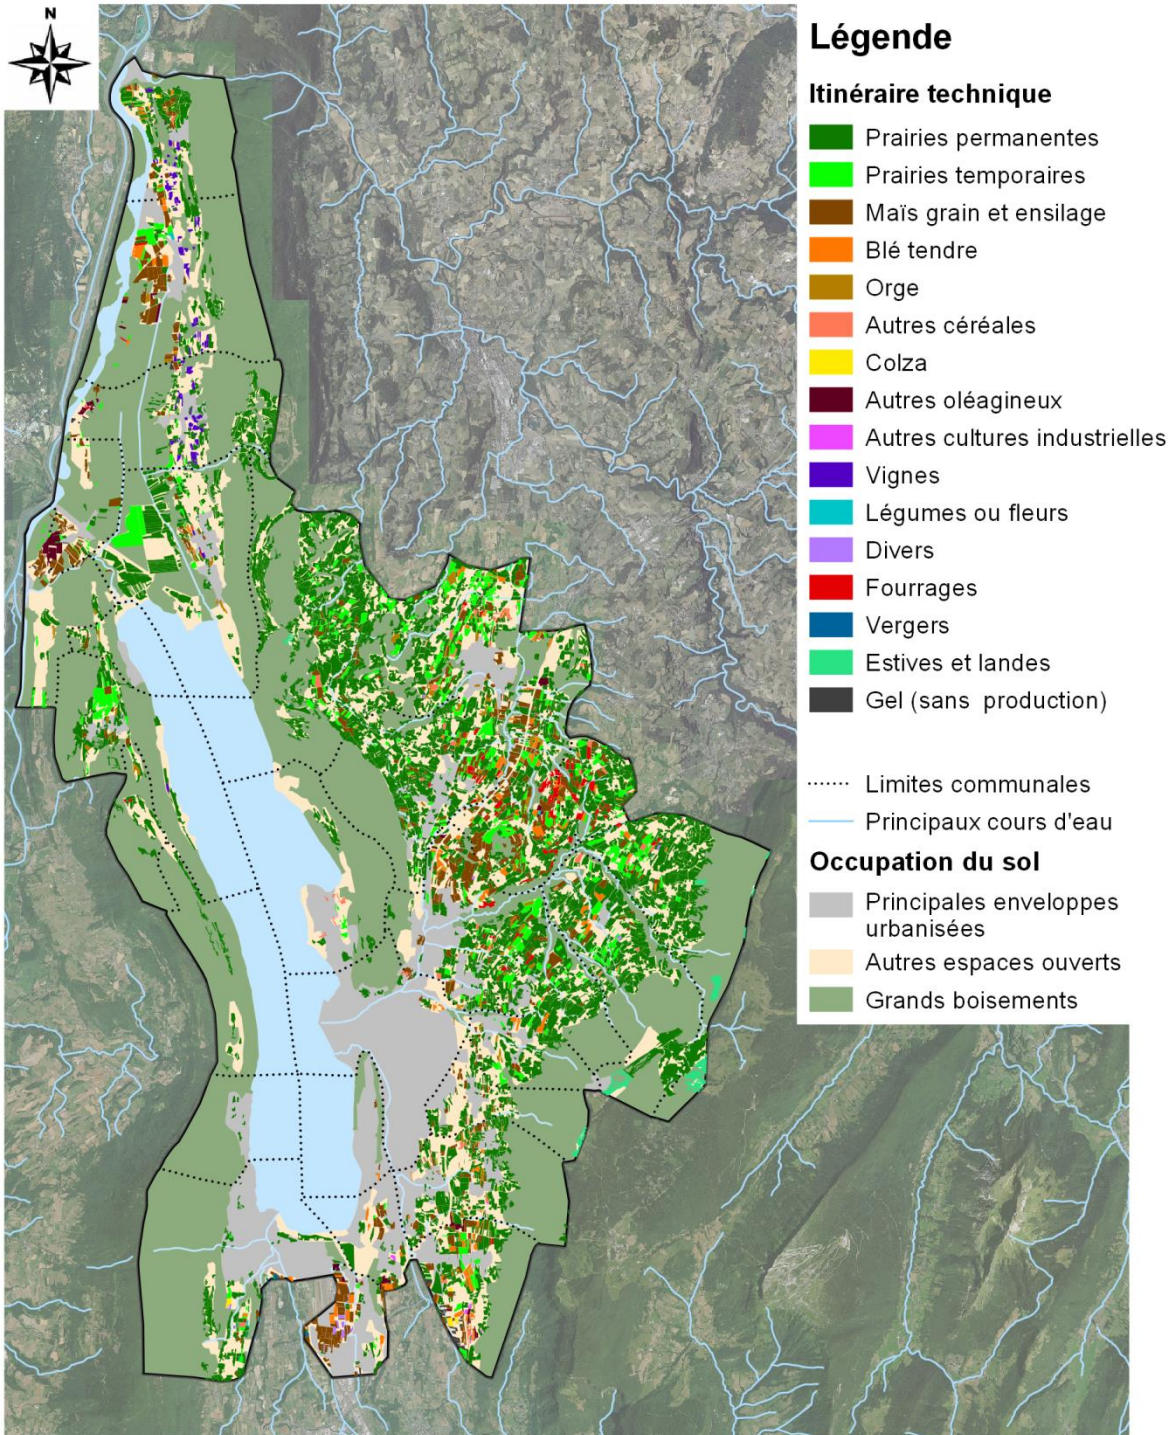 N
Légende
Itinéraire technique
Prairies permanentes
Prairies temporaires
Maïs grain et ensilage
Blé tendre
Orge
Autres céréales
Colza
Autres oléagineux
Autres cultures industrielles
Vignes
Légumes ou fleurs
Divers
Fourrages
Vergers
Estives et landes
Gel (sans production)
Limites communales
Principaux cours d'eau
Occupation du sol
Principales enveloppes
urbanisées
Autres espaces ouverts
Grands boisements